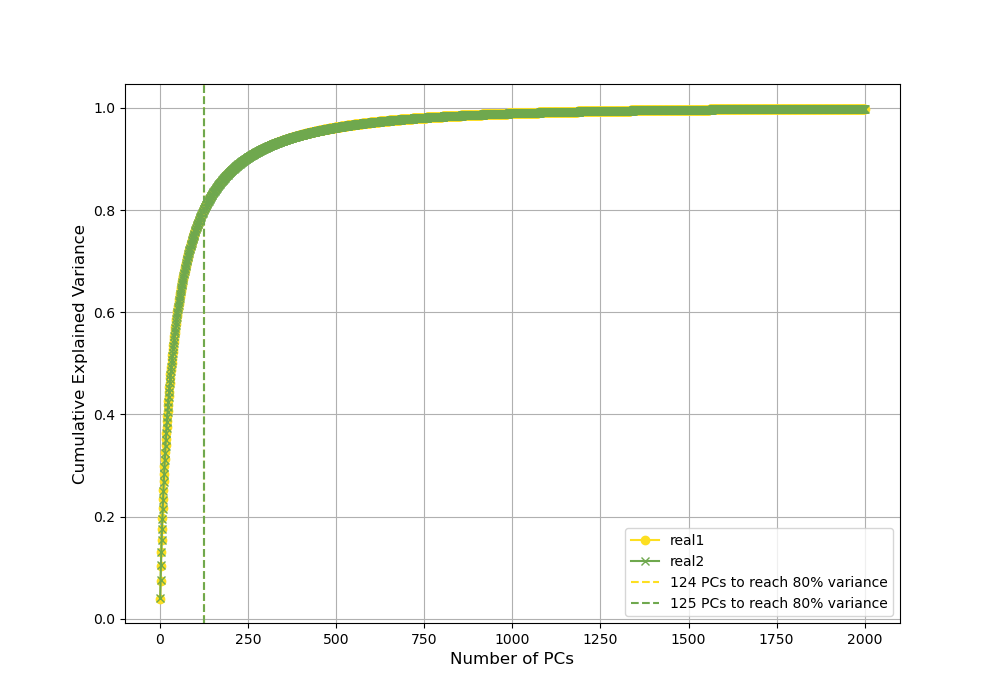 1.0
0.8
0.6
0.4
0.2
0.0
Cumulative Explained Variance
0 250 500 750 1000 1250 1500 1750 2000
Number of PCs
real1
real2
124 PCs to reach 80% variance
125 PCs to reach 80% variance